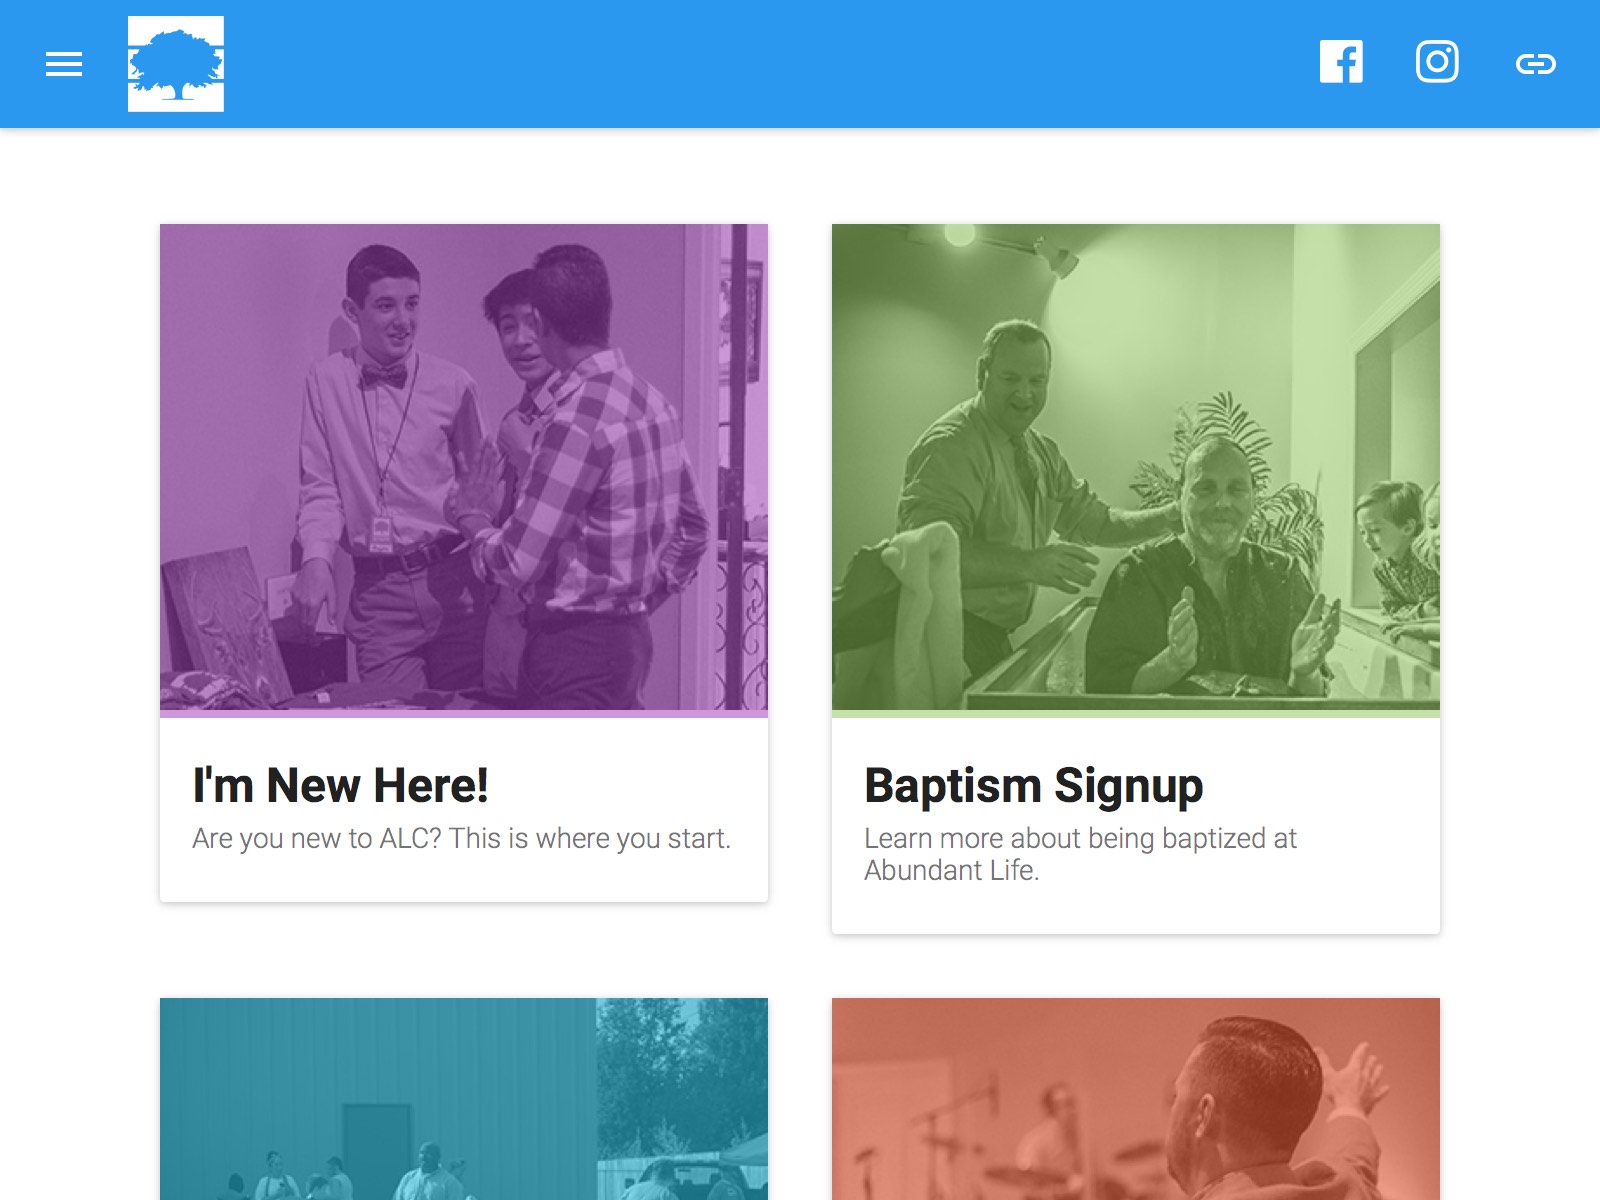 I'm New Here!
Are you new to ALC? This is where you start.
Baptism Signup
Learn more about being baptized at
Abundant Life.